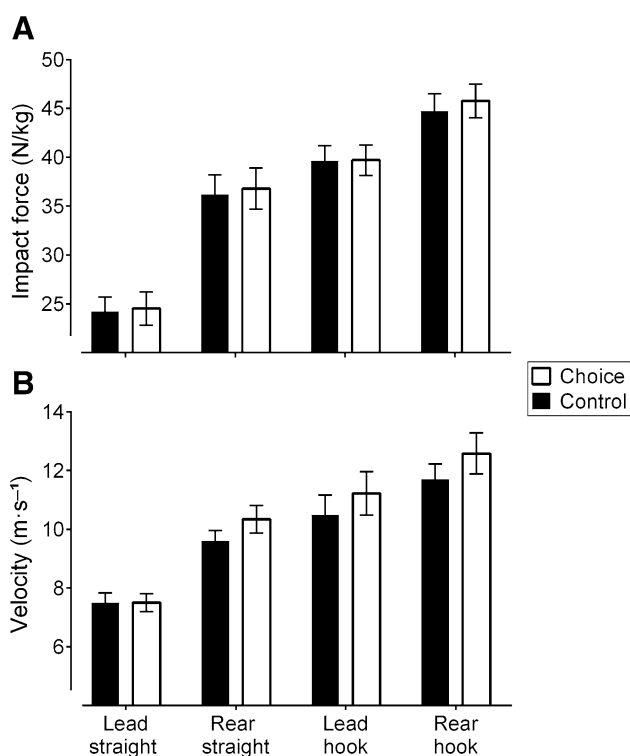 A
Impact force (N/kg)
50
45
40
35
30
25
B
Velocity (m·s⁻¹)
14
12
10
8
6
Choice
Control
Lead
straight
Rear
straight
Lead
hook
Rear
hook